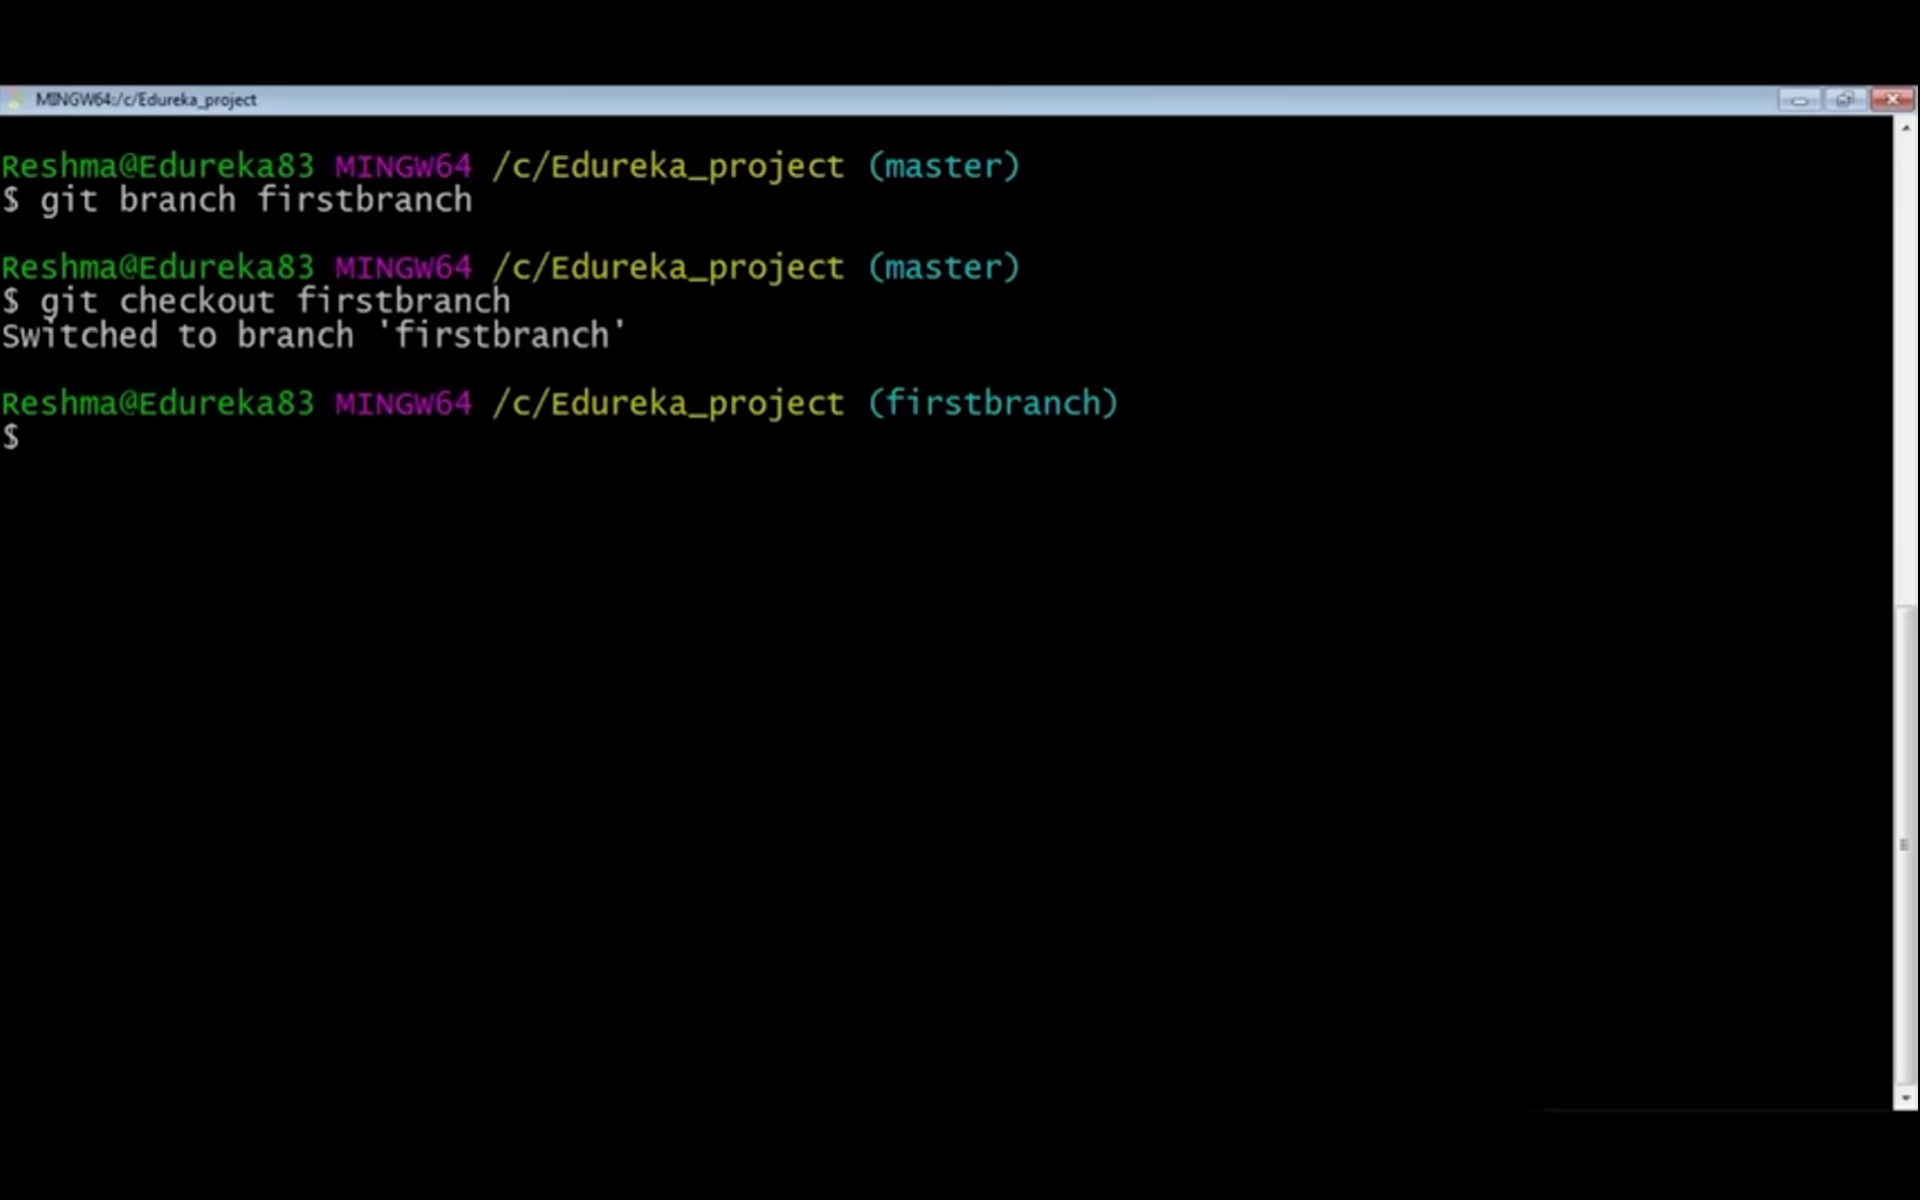 MINGW64:/c/Edureka_project
Reshma@Edureka83 MINGW64 /c/Edureka_project (master)
$ git branch firstbranch
Reshma@Edureka83 MINGW64 /c/Edureka_project (master)
$ git checkout firstbranch
Switched to branch 'firstbranch'
Reshma@Edureka83 MINGW64 /c/Edureka_project (firstbranch)
$